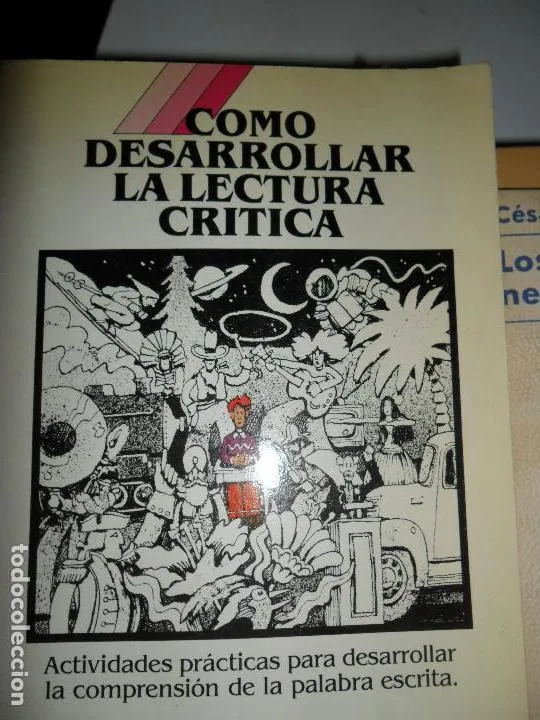 COMO
DESARROLLAR
LA LECTURA
CRITICA
Actividades prácticas para desarrollar
la comprensión de la palabra escrita.
Césa
Los
ne
todocoleccion